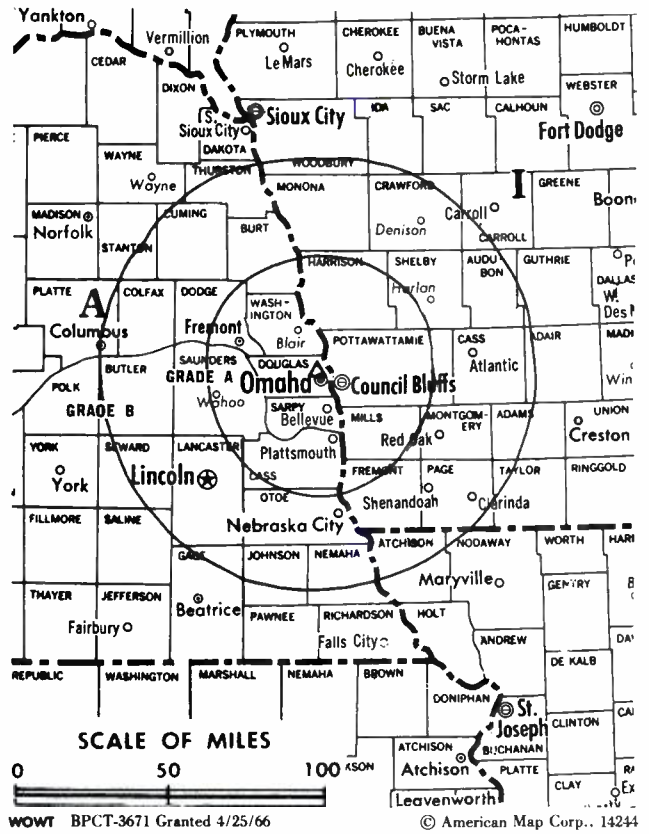 Yankton
Vermillion
PLYMOUTH
Le Mars
CHEROKEE
Cherokee
BUENA
VISTA
Storm Lake
POCA-
HONTAS
HUMBOLDT
CEDAR
DIXON
S.
Sioux City
Sioux City
IDA
SAC
CALHOUN
WEBSTER
Fort Dodge
PIERCE
WAYNE
Wayne
DAKOTA
THURSTON
WOODBURY
MONONA
CRAWFORD
Denison
Carroll
CARROLL
I
GREENE
Boon
MADISON
Norfolk
STANTON
CUMING
BURT
HARRISON
SHELBY
Harlan
AUDU-
BON
GUTHRIE
DALLAS
W.
Des M
PLATTE
A
COLFAX
DODGE
WASH-
INGTON
Blair
Columbus
Fremont
POTTAWATTAMIE
CASS
Atlantic
ADAIR
MADI
Win
BUTLER
SAUNDERS
GRADE A
Wahoo
DOUGLAS
Omaha
Council Bluffs
POLK
GRADE B
SARPY
Bellevue
MILLS
MONTGOM-
ERY
Red Oak
ADAMS
UNION
Creston
YORK
York
SEWARD
LANCASTER
Lincoln
Plattsmouth
CASS
OTOE
FREMONT
PAGE
Shenandoah
Clarinda
TAYLOR
RINGGOLD
FILLMORE
SALINE
Nebraska City
GAGE
JOHNSON
NEMAHA
ATCHISON
NODAWAY
Maryville
WORTH
HARR
GENTRY
THAYER
JEFFERSON
Fairbury
Beatrice
PAWNEE
RICHARDSON
Falls City
HOLT
ANDREW
DE KALB
DAV
REPUBLIC
WASHINGTON
MARSHALL
NEMAHA
BROWN
DONIPHAN
St.
Joseph
BUCHANAN
CLINTON
CAL
SCALE OF MILES
0 50 100
KSON
ATCHISON
Atchison
Leavenworth
PLATTE
CLAY
RA
Ex
WOWT BPCT-3671 Granted 4/25/66
© American Map Corp., 14244